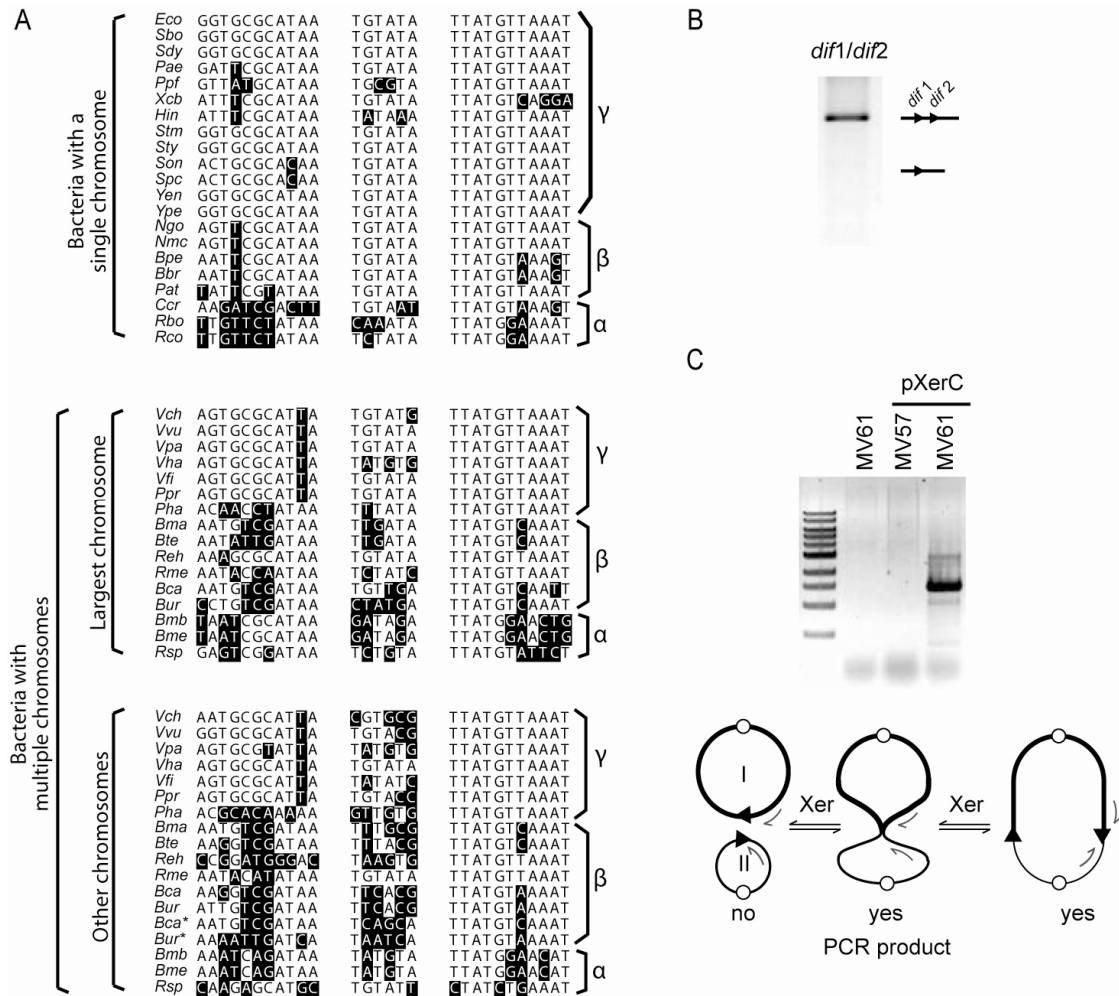 A
Bacteria with a single chromosome
Eco GGTGCGCATAA TGTATA TTATGTTAAAT
Sbo GGTGCGCATAA TGTATA TTATGTTAAAT
Sdy GGTGCGCATAA TGTATA TTATGTTAAAT
Pae GATTCGCATAA TGTATA TTATGTTAAAT
Ppf GTTATGCATAA TGCGTA TTATGTTAAAT
Xcb ATTTCGCATAA TGTATA TTATGTCAGGA
Hin ATTTCGCATAA TATAAA TTATGTTAAAT
Stm GGTGCGCATAA TGTATA TTATGTTAAAT
Sty GGTGCGCATAA TGTATA TTATGTTAAAT
Son ACTGCGCACAA TGTATA TTATGTTAAAT
Spc ACTGCGCACAA TGTATA TTATGTTAAAT
Yen GGTGCGCATAA TGTATA TTATGTTAAAT
Ype GGTGCGCATAA TGTATA TTATGTTAAAT
γ
Ngo AGTTCGCATAA TGTATA TTATGTTAAAT
Nmc AGTTCGCATAA TGTATA TTATGTTAAAT
Bpe AATTCGCATAA TGTATA TTATGTAAAGT
Bbr AATTCGCATAA TGTATA TTATGTAAAGT
Pat TATTCGTATAA TGTATA TTATGTTAAAT
β
Ccr AAGATCGACTT TGTAAT TTATGTAAAGT
Rbo TTGTTCTATAA CAAATA TTATGGAAAAT
Rco TTGTTCTATAA TCTATA TTATGGAAAAT
α
Bacteria with multiple chromosomes
Largest chromosome
Vch AGTGCGCATTA TGTATG TTATGTTAAAT
Vvu AGTGCGCATTA TGTATA TTATGTTAAAT
Vpa AGTGCGCATTA TGTATA TTATGTTAAAT
Vha AGTGCGCATTA TATGTG TTATGTTAAAT
Vfi AGTGCGCATTA TGTATA TTATGTTAAAT
Ppr AGTGCGCATTA TGTATA TTATGTTAAAT
Pha ACAACCTATAA TTTATA TTATGTTAAAT
γ
Bma AATGTCGATAA TTGATA TTATGTCAAAT
Bte AATATTGATAA TTGATA TTATGTCAAAT
Reh AAAGCGCATAA TGTATA TTATGTTAAAT
Rme AATACCAATAA TCTATC TTATGTTAAAT
Bca AATGTCGATAA TGTTGA TTATGTCAATT
Bur CCTGTCGATAA CTATGA TTATGTCAAAT
β
Bmb TAATCGCATAA GATAGA TTATGGAACTG
Bme TAATCGCATAA GATAGA TTATGGAACTG
Rsp GAGTCGGATAA TCTGTA TTATGTATTCT
α
Other chromosomes
Vch AATGCGCATTA CGTGCG TTATGTTAAAT
Vvu AGTGCGCATTA TGTACG TTATGTTAAAT
Vpa AGTGCGTATTA TATGTG TTATGTTAAAT
Vha AGTGCGCATTA TGTATA TTATGTTAAAT
Vfi AGTGCGCATTA TATATC TTATGTTAAAT
Ppr AGTGCGCATTA TGTACC TTATGTTAAAT
Pha ACGCACAAAAA GTTGTG TTATGTTAAAT
γ
Bma AATGTCGATAA TTTGCG TTATGTCAAAT
Bte AAGGTCGATAA TTTACG TTATGTCAAAT
Reh CCGGATGGGAC TAAGTG TTATGTTAAAT
Rme AATACATATAA TGTATA TTATGTTAAAT
Bca AAGGTCGATAA TTCACG TTATGTAAAAT
Bur ATTGTCGATAA TTCACG TTATGTAAAAT
Bca* AATGTCGATAA TCAGCA TTATGTCAAAT
Bur* AAAATTGATCA TAATCA TTATGTAAAAT
β
Bmb AAATCAGATAA TATGTA TTATGGAACAT
Bme AAATCAGATAA TATGTA TTATGGAACAT
Rsp CAAGAGCATGC TGTATT CTATCTGAAAT
α
B
dif1/dif2
dif 1 dif 2
C
pXerC
MV61 MV57 MV61
I
II
Xer Xer
no yes yes
PCR product